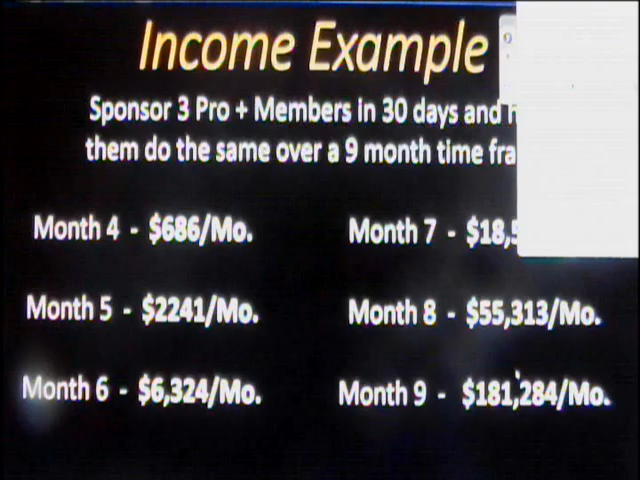 Income Example
Sponsor 3 Pro + Members in 30 days and
them do the same over a 9 month time
Month 4 - $686/Mo.
Month 7 -
Month 5 - $2241/Mo.
Month 8 - $55,313/Mo.
Month 6 - $6,324/Mo.
Month 9 - $181,284/Mo.